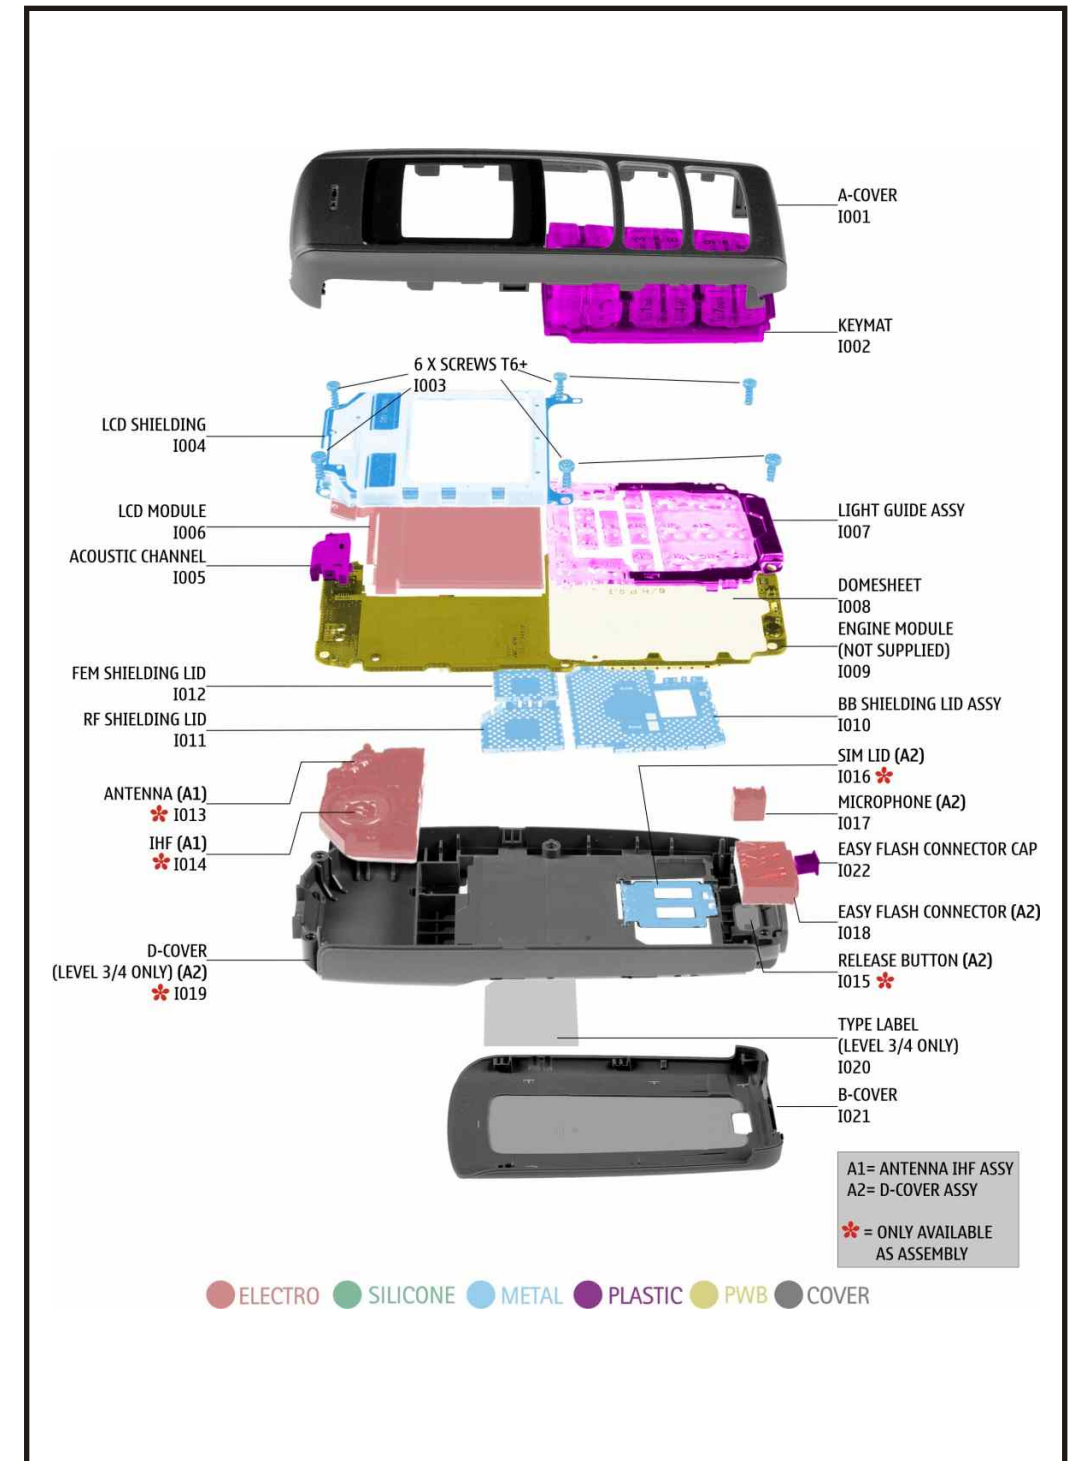 A-COVER
I001
KEYMAT
I002
6 X SCREWS T6+
I003
LCD SHIELDING
I004
LCD MODULE
I006
ACOUSTIC CHANNEL
I005
LIGHT GUIDE ASSY
I007
DOMESHEET
I008
ENGINE MODULE
(NOT SUPPLIED)
I009
FEM SHIELDING LID
I012
RF SHIELDING LID
I011
BB SHIELDING LID ASSY
I010
SIM LID (A2)
I016 *
ANTENNA (A1)
* I013
MICROPHONE (A2)
I017
IHF (A1)
* I014
EASY FLASH CONNECTOR CAP
I022
EASY FLASH CONNECTOR (A2)
I018
D-COVER
(LEVEL 3/4 ONLY) (A2)
* I019
RELEASE BUTTON (A2)
I015 *
TYPE LABEL
(LEVEL 3/4 ONLY)
I020
B-COVER
I021
A1= ANTENNA IHF ASSY
A2= D-COVER ASSY
* = ONLY AVAILABLE
AS ASSEMBLY
ELECTRO SILICONE METAL PLASTIC PWB COVER